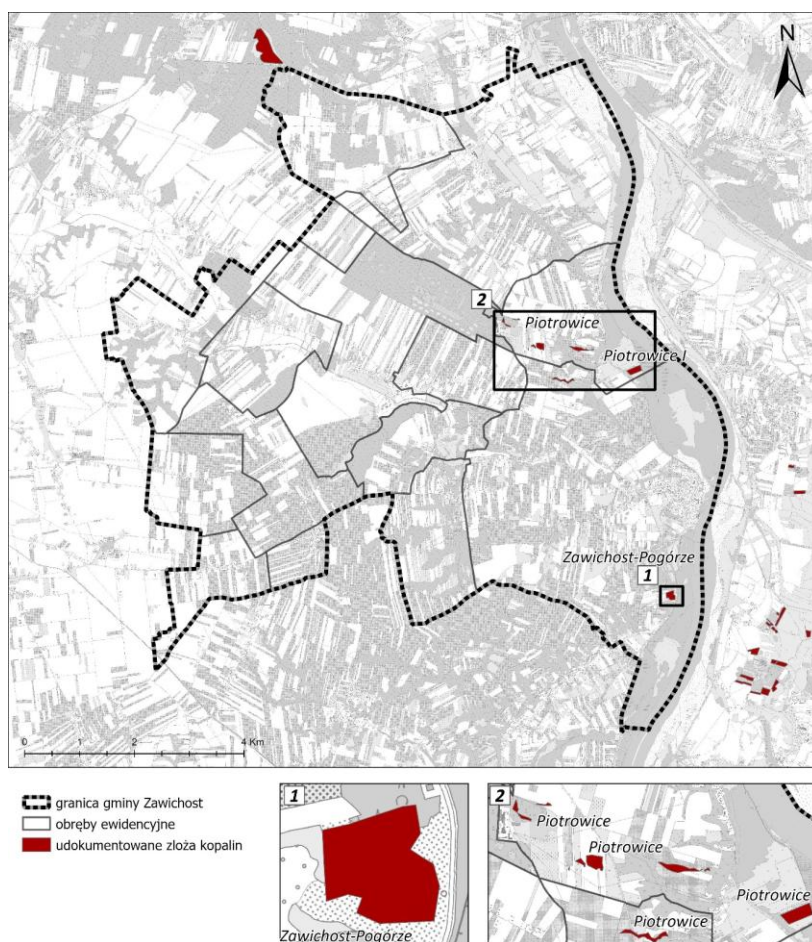 N
2
Piotrowice
Piotrowice I
Zawichost-Pogórze
1
0
2
4 Km
granica gminy Zawichost
obręby ewidencyjne
udokumentowane złoża kopalin
1
Zawichost-Pogórze
2
Piotrowice
Piotrowice
Piotrowice
Piotrowice